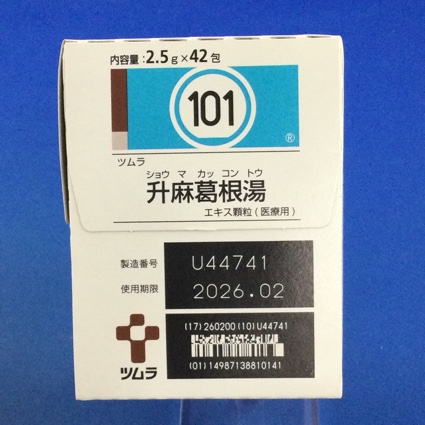 内容量:2.5g×42包
101
®
ツムラ
ショウ マ カッ コン トウ
升麻葛根湯
エキス顆粒(医療用)
製造番号 U44741
使用期限 2026.02
(17)260200(10)U44741
(01)14987138810141
ツムラ